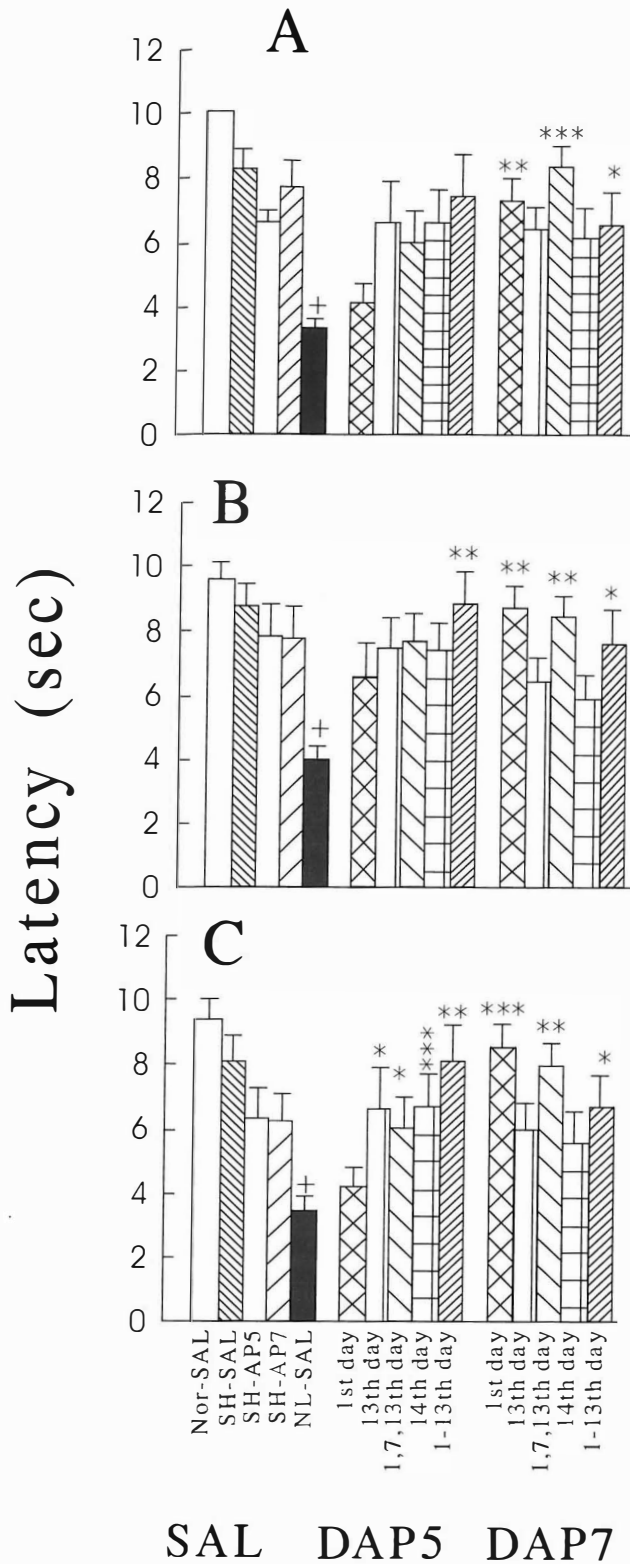 A
12
10
8
6
4
2
0
+
** *** *
B
12
10
8
6
4
2
0
+
** ** ** *
Latency (sec)
C
12
10
8
6
4
2
0
+
* * *** ** *** ** *
Nor-SAL
SH-SAL
SH-AP5
SH-AP7
NL-SAL
1st day
13th day
1,7,13th day
14th day
1-13th day
1st day
13th day
1,7,13th day
14th day
1-13th day
SAL DAP5 DAP7